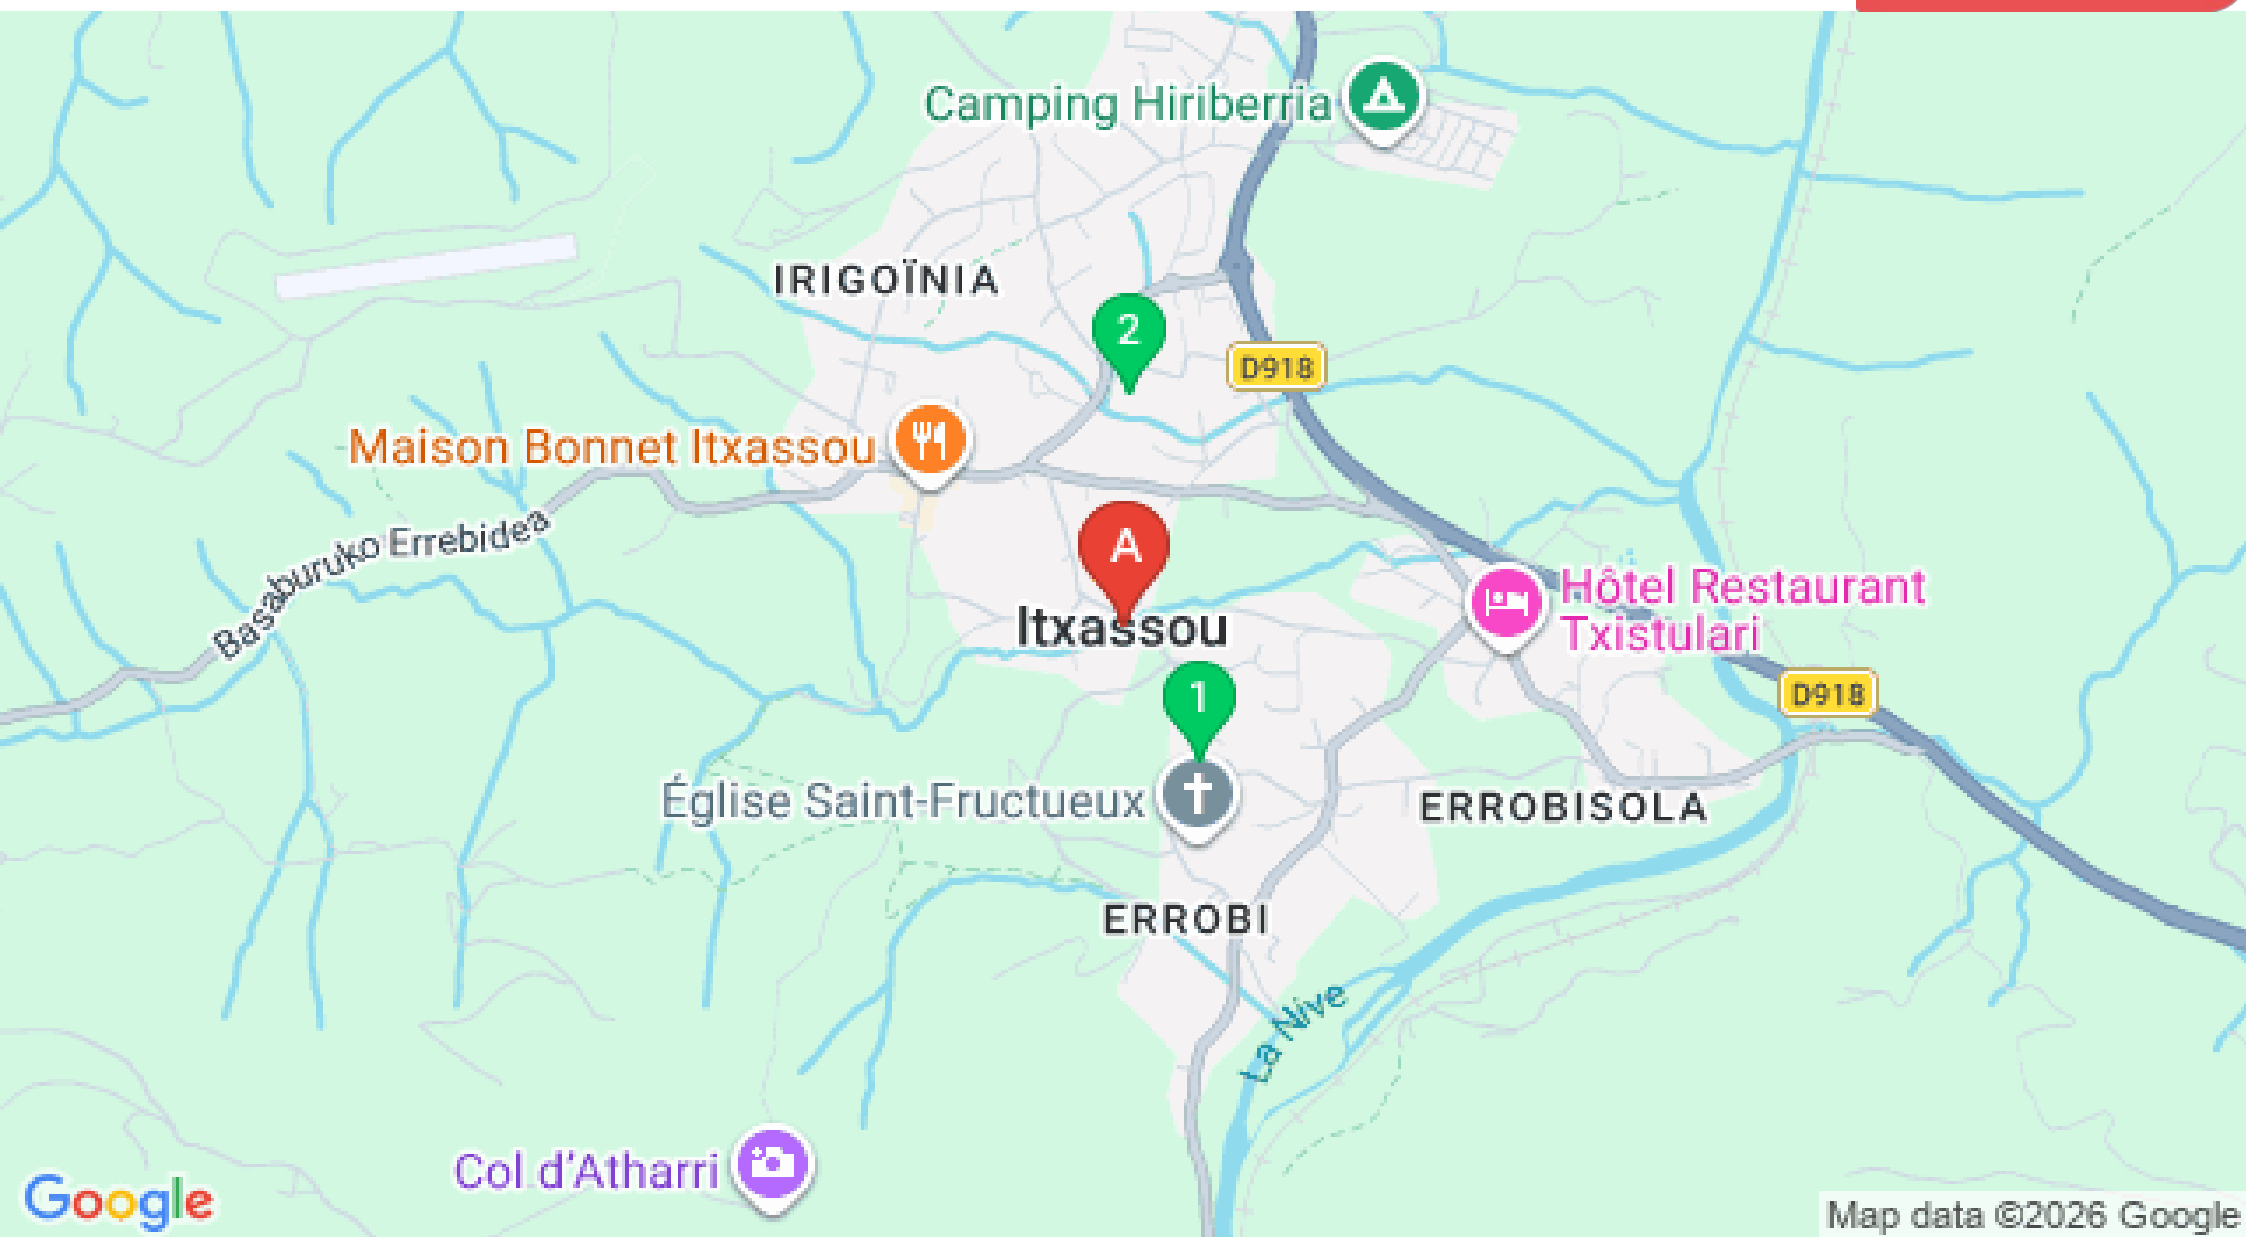 Camping Hiriberria
IRIGOÏNIA
2
D918
Maison Bonnet Itxassou
Basaburuko Errebidea
A
Hôtel Restaurant
Txistulari
Itxassou
1
D918
Église Saint-Fructueux
ERROBISOLA
ERROBI
La Nive
Col d'Atharri
Google
Map data ©2026 Google